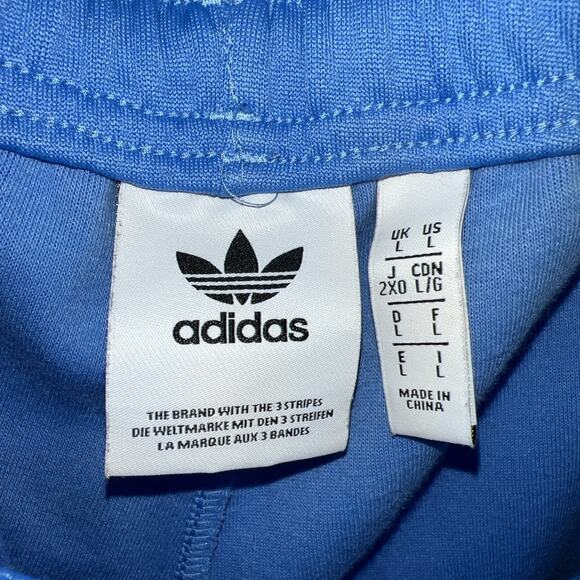 adidas
THE BRAND WITH THE 3 STRIPES
DIE WELTMARKE MIT DEN 3 STREIFEN
LA MARQUE AUX 3 BANDES
UK US
L L
J CDN
2XO L/G
D F
L L
E I
L L
MADE IN
CHINA